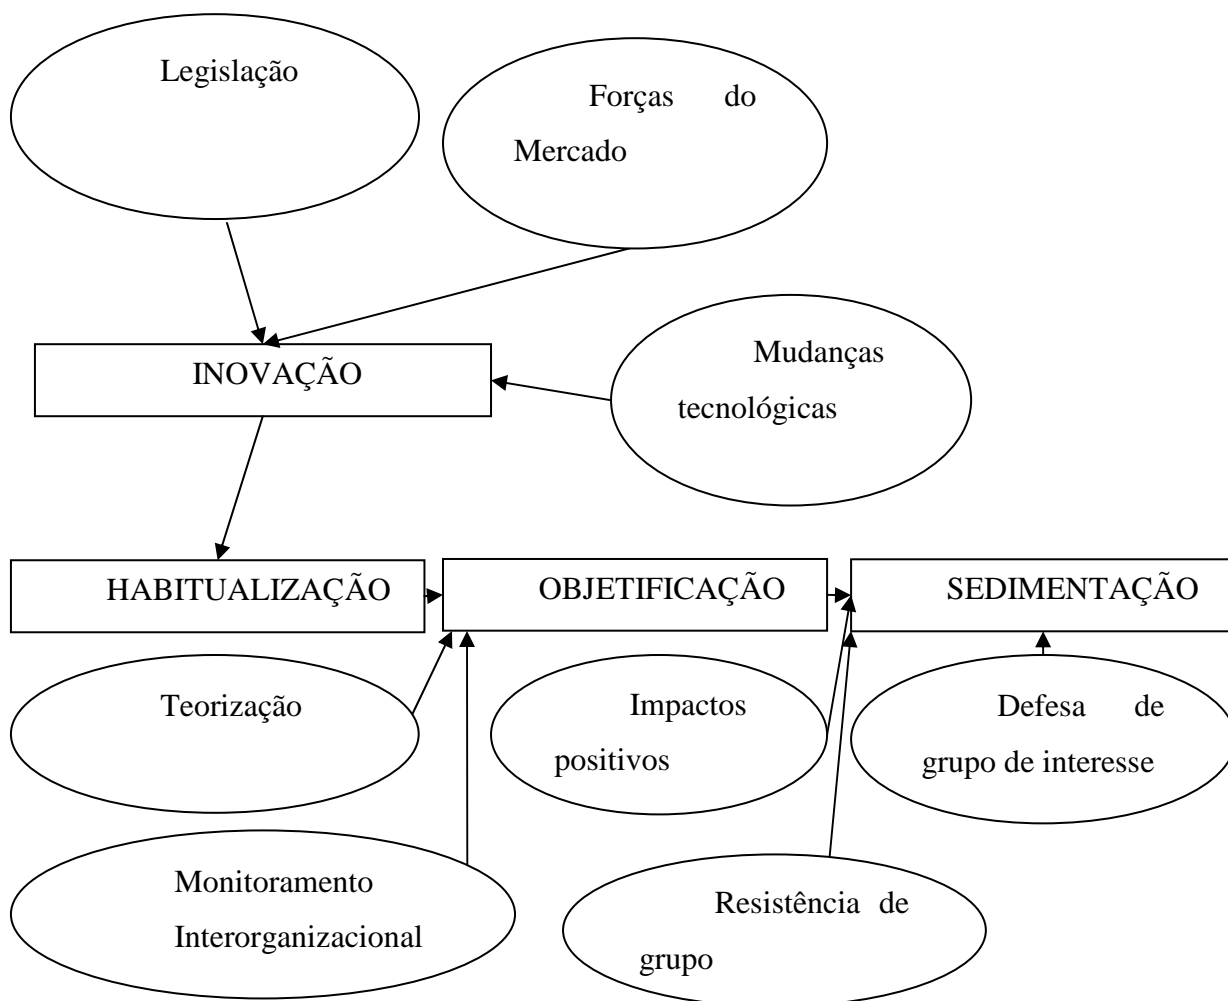 Legislação
Forças do
Mercado
INOVAÇÃO
Mudanças
tecnológicas
HABITUALIZAÇÃO
OBJETIFICAÇÃO
SEDIMENTAÇÃO
Teorização
Impactos
positivos
Defesa de
grupo de interesse
Monitoramento
Interorganizacional
Resistência de
grupo